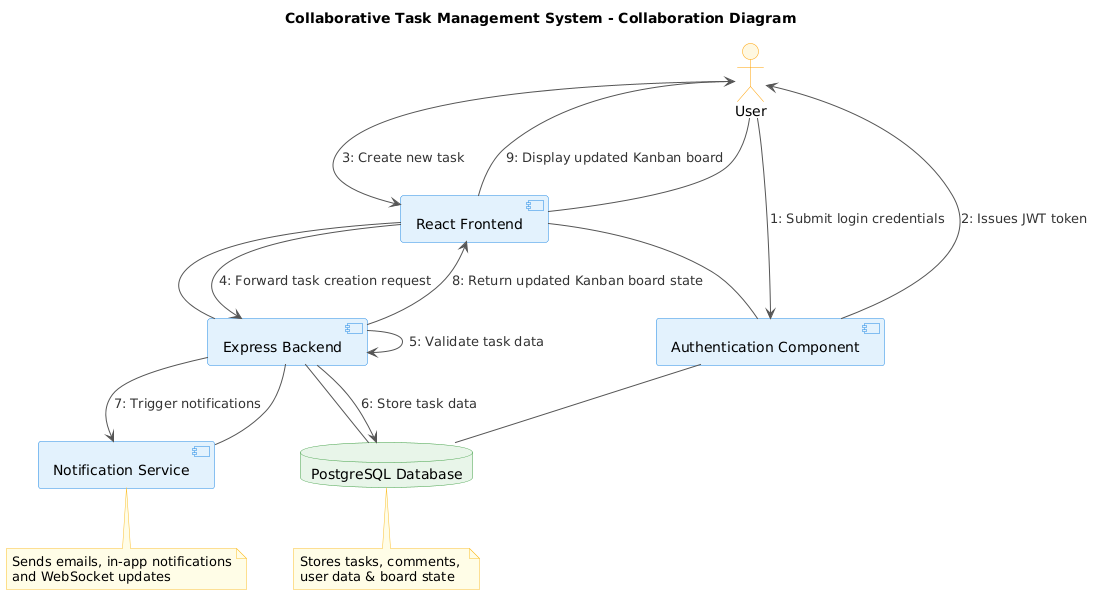 Collaborative Task Management System - Collaboration Diagram
User
3: Create new task
9: Display updated Kanban board
React Frontend
1: Submit login credentials
2: Issues JWT token
4: Forward task creation request
8: Return updated Kanban board state
Express Backend
5: Validate task data
Authentication Component
7: Trigger notifications
6: Store task data
Notification Service
PostgreSQL Database
Sends emails, in-app notifications
and WebSocket updates
Stores tasks, comments,
user data & board state